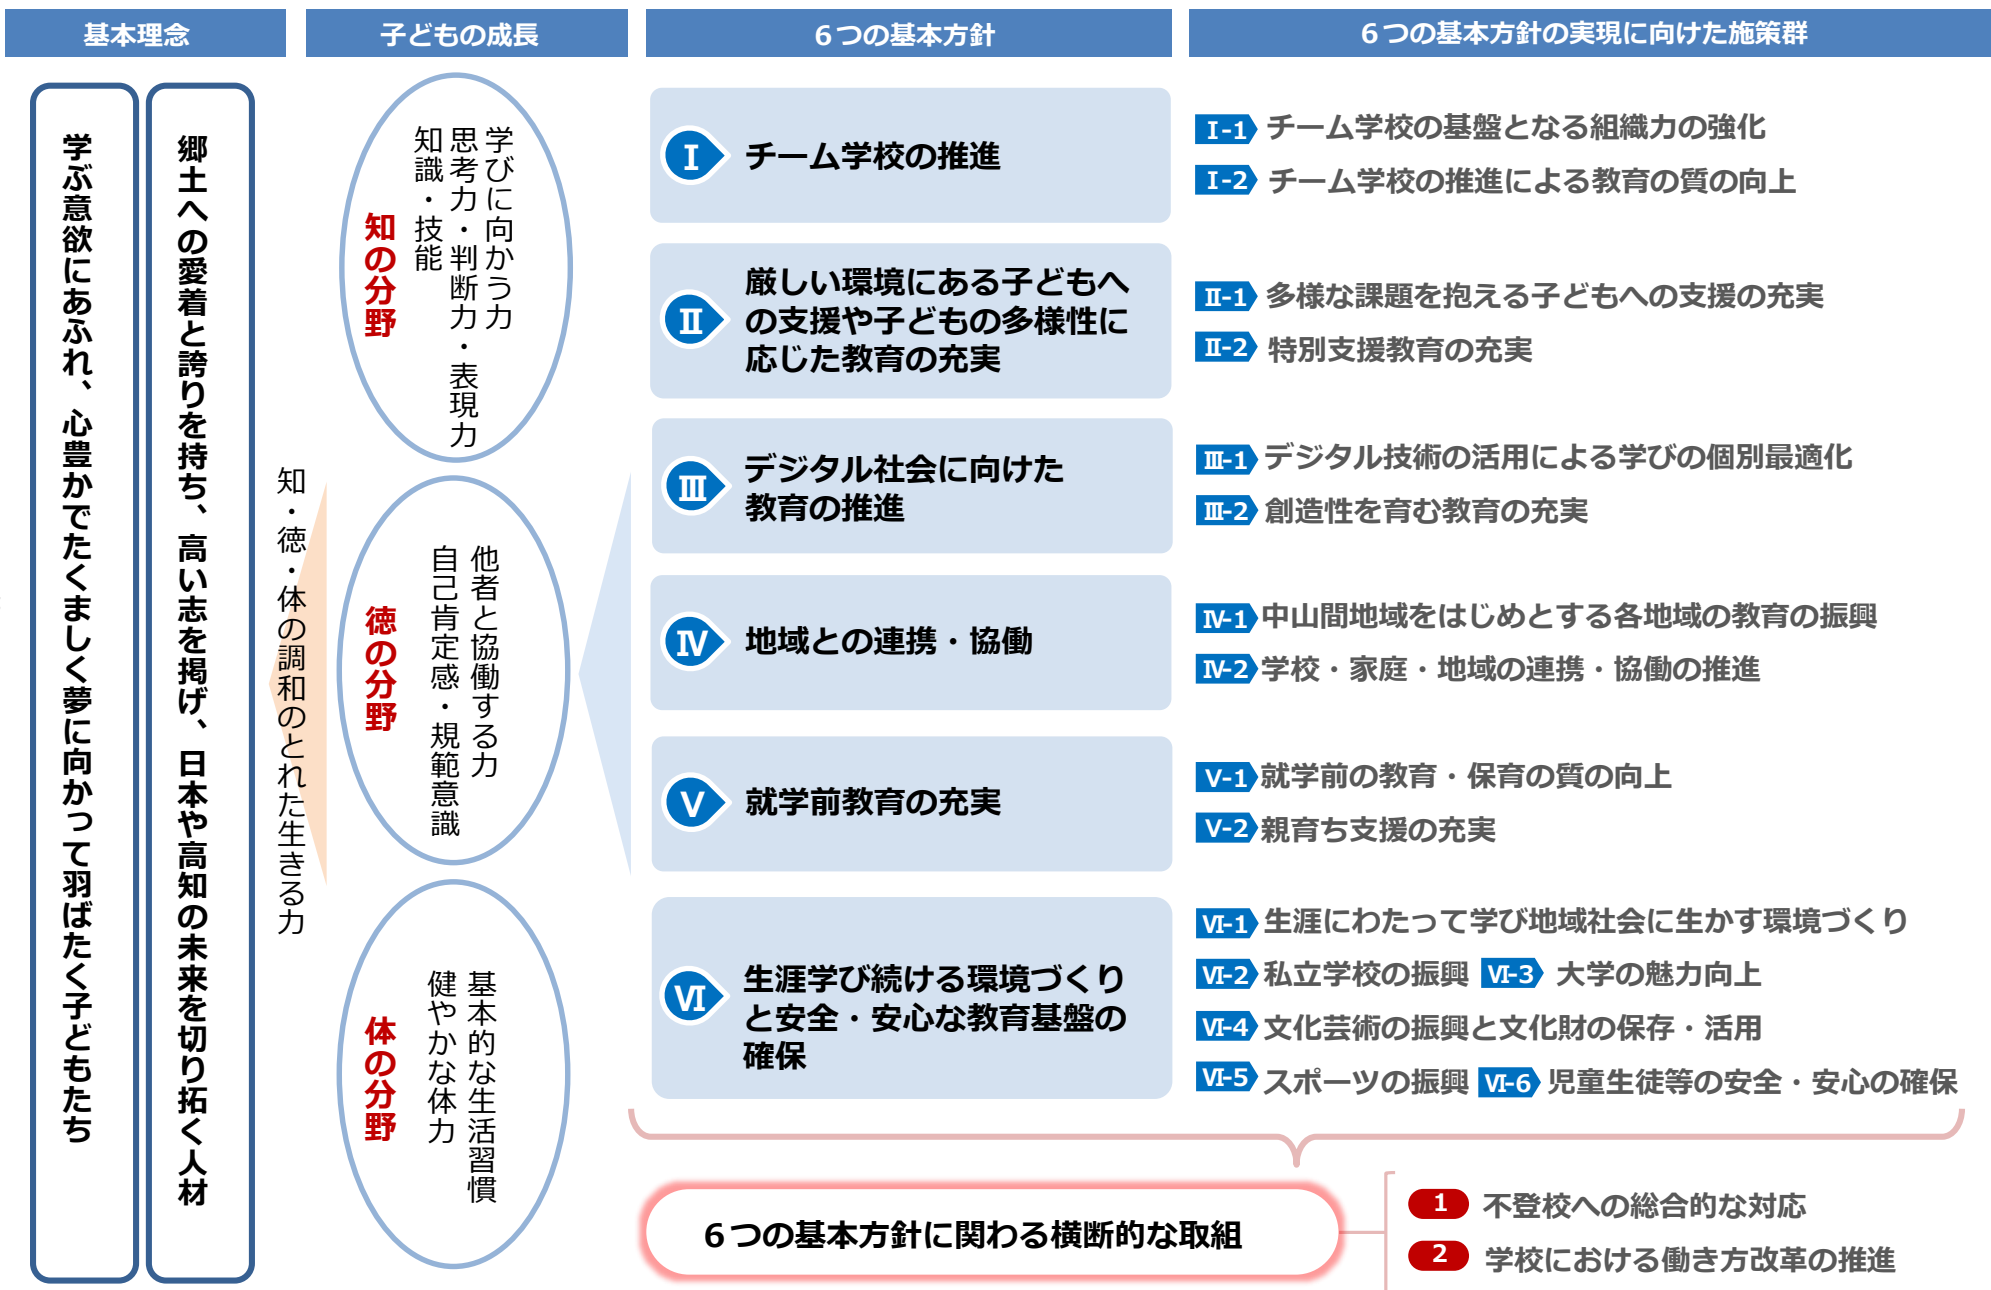 基本理念
子どもの成長
６つの基本方針
６つの基本方針の実現に向けた施策群
学ぶ意欲にあふれ、心豊かでたくましく夢に向かって羽ばたく子どもたち
郷土への愛着と誇りを持ち、高い志を掲げ、日本や高知の未来を切り拓く人材
知・徳・体の調和のとれた生きる力
知の分野
学びに向かう力
思考力・判断力・表現力
知識・技能
徳の分野
他者と協働する力
自己肯定感・規範意識
体の分野
基本的な生活習慣
健やかな体力
Ⅰ チーム学校の推進
Ⅰ-1 チーム学校の基盤となる組織力の強化
Ⅰ-2 チーム学校の推進による教育の質の向上
Ⅱ 厳しい環境にある子どもへ
の支援や子どもの多様性に
応じた教育の充実
Ⅱ-1 多様な課題を抱える子どもへの支援の充実
Ⅱ-2 特別支援教育の充実
Ⅲ デジタル社会に向けた
教育の推進
Ⅲ-1 デジタル技術の活用による学びの個別最適化
Ⅲ-2 創造性を育む教育の充実
Ⅳ 地域との連携・協働
Ⅳ-1 中山間地域をはじめとする各地域の教育の振興
Ⅳ-2 学校・家庭・地域の連携・協働の推進
Ⅴ 就学前教育の充実
Ⅴ-1 就学前の教育・保育の質の向上
Ⅴ-2 親育ち支援の充実
Ⅵ 生涯学び続ける環境づくり
と安全・安心な教育基盤の
確保
Ⅵ-1 生涯にわたって学び地域社会に生かす環境づくり
Ⅵ-2 私立学校の振興 Ⅵ-3 大学の魅力向上
Ⅵ-4 文化芸術の振興と文化財の保存・活用
Ⅵ-5 スポーツの振興 Ⅵ-6 児童生徒等の安全・安心の確保
６つの基本方針に関わる横断的な取組
1 不登校への総合的な対応
2 学校における働き方改革の推進